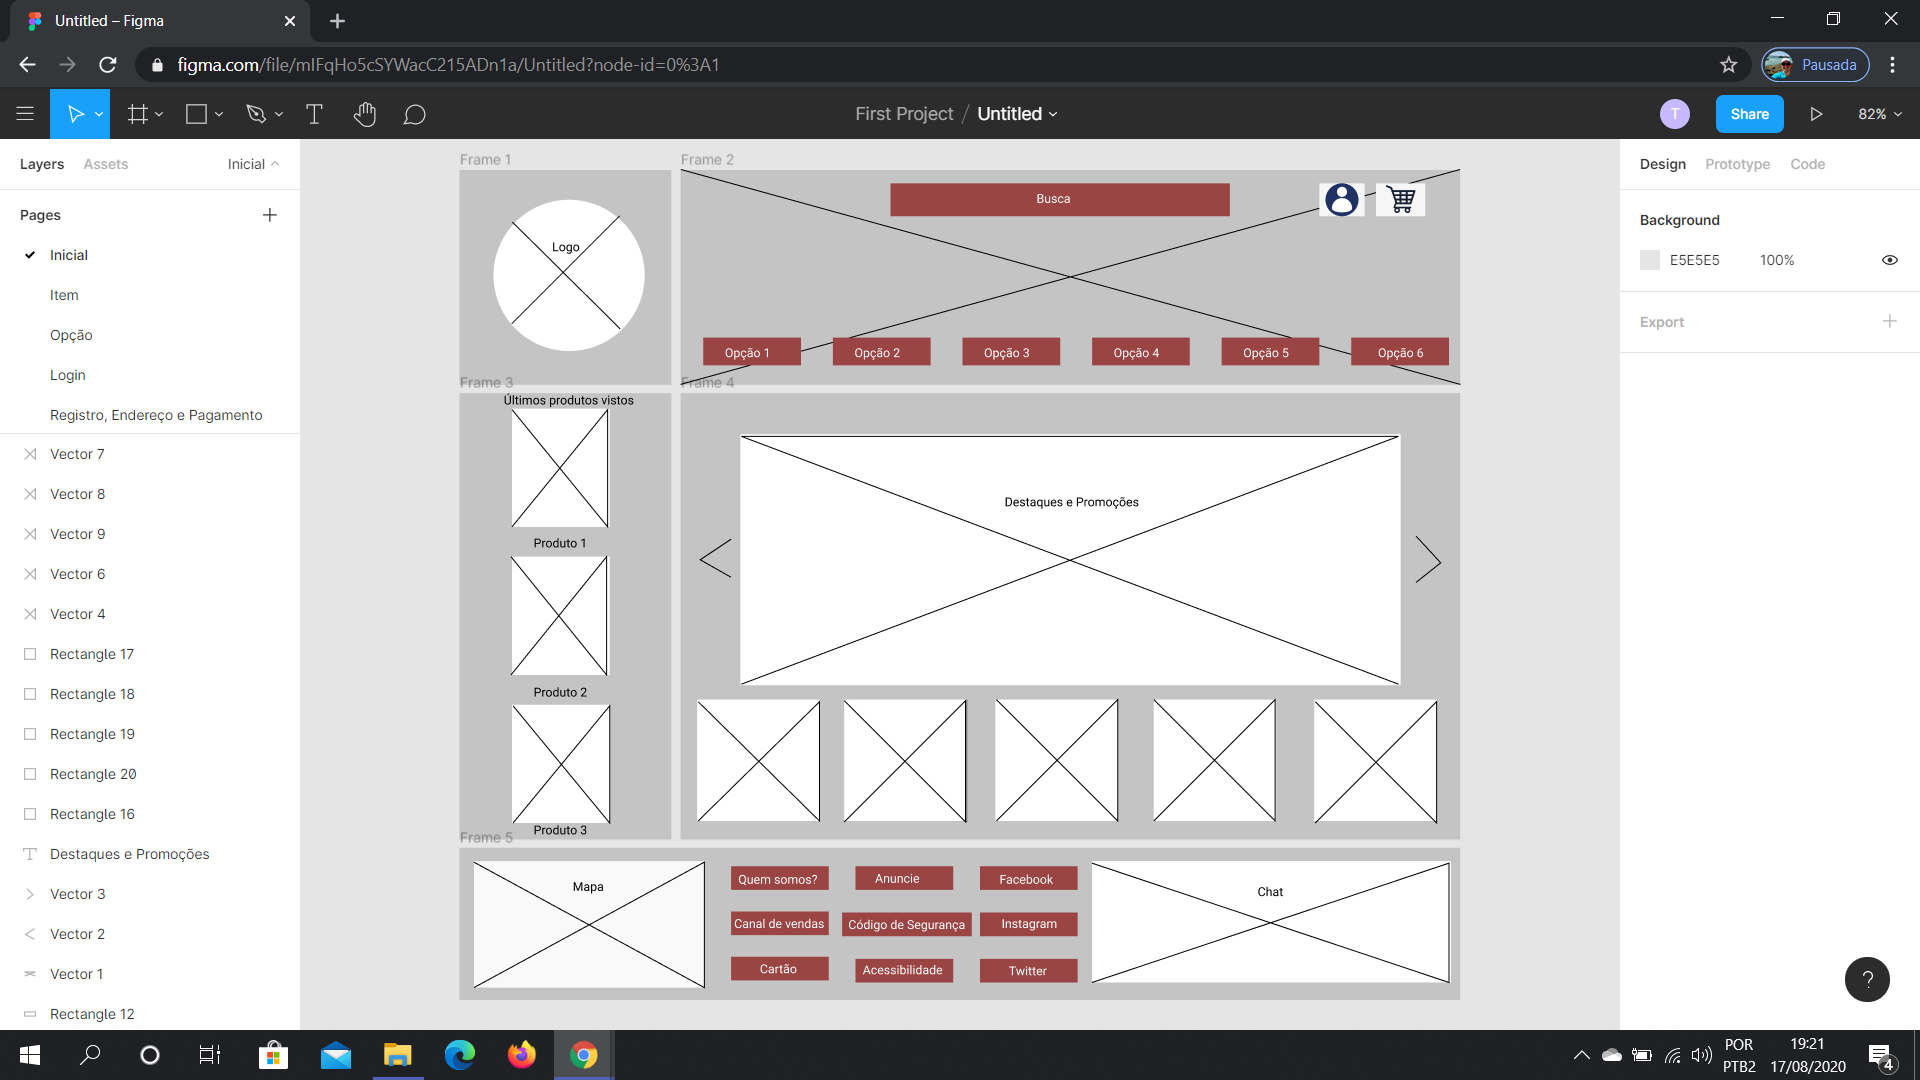 Untitled – Figma
figma.com/file/mIFqHo5cSYWacC215ADn1a/Untitled?node-id=0%3A1
Pausada
First Project / Untitled
T
Share
82%
Layers
Assets
Inicial
Pages
Inicial
Item
Opção
Login
Registro, Endereço e Pagamento
Vector 7
Vector 8
Vector 9
Vector 6
Vector 4
Rectangle 17
Rectangle 18
Rectangle 19
Rectangle 20
Rectangle 16
Destaques e Promoções
Vector 3
Vector 2
Vector 1
Rectangle 12
Frame 1
Logo
Frame 2
Busca
Opção 1
Opção 2
Opção 3
Opção 4
Opção 5
Opção 6
Frame 3
Últimos produtos vistos
Produto 1
Produto 2
Produto 3
Frame 4
Destaques e Promoções
Frame 5
Mapa
Quem somos?
Anuncie
Facebook
Canal de vendas
Código de Segurança
Instagram
Cartão
Acessibilidade
Twitter
Chat
Design
Prototype
Code
Background
E5E5E5
100%
Export
?
POR
PTB2
19:21
17/08/2020
4